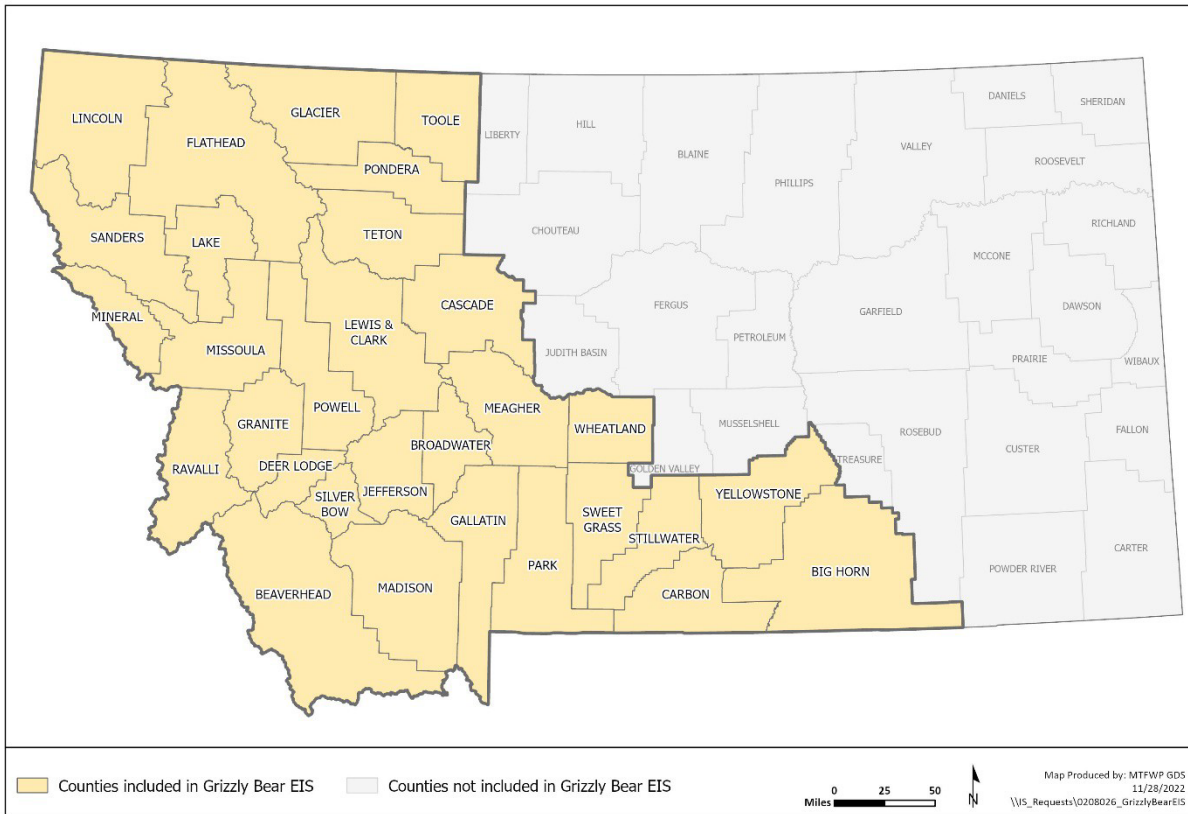 LINCOLN
FLATHEAD
GLACIER
TOOLE
LIBERTY
HILL
BLAINE
PHILLIPS
VALLEY
DANIELS
SHERIDAN
ROOSEVELT
PONDERA
RICHLAND
SANDERS
LAKE
TETON
CHOUTEAU
MCCONE
CASCADE
FERGUS
GARFIELD
DAWSON
MINERAL
LEWIS &
CLARK
PETROLEUM
MISSOULA
JUDITH BASIN
PRAIRIE
WIBAUX
POWELL
MEAGHER
GRANITE
BROADWATER
WHEATLAND
MUSSELSHELL
ROSEBUD
CUSTER
FALLON
RAVALLI
DEER LODGE
GOLDEN VALLEY
TREASURE
SILVER
BOW
JEFFERSON
GALLATIN
SWEET
GRASS
STILLWATER
YELLOWSTONE
PARK
BEAVERHEAD
MADISON
CARBON
BIG HORN
POWDER RIVER
CARTER
Counties included in Grizzly Bear EIS
Counties not included in Grizzly Bear EIS
0 25 50
Miles
N
Map Produced by: MTFWP GDS
11/28/2022
\\IS_Requests\0208026_GrizzlyBearEIS